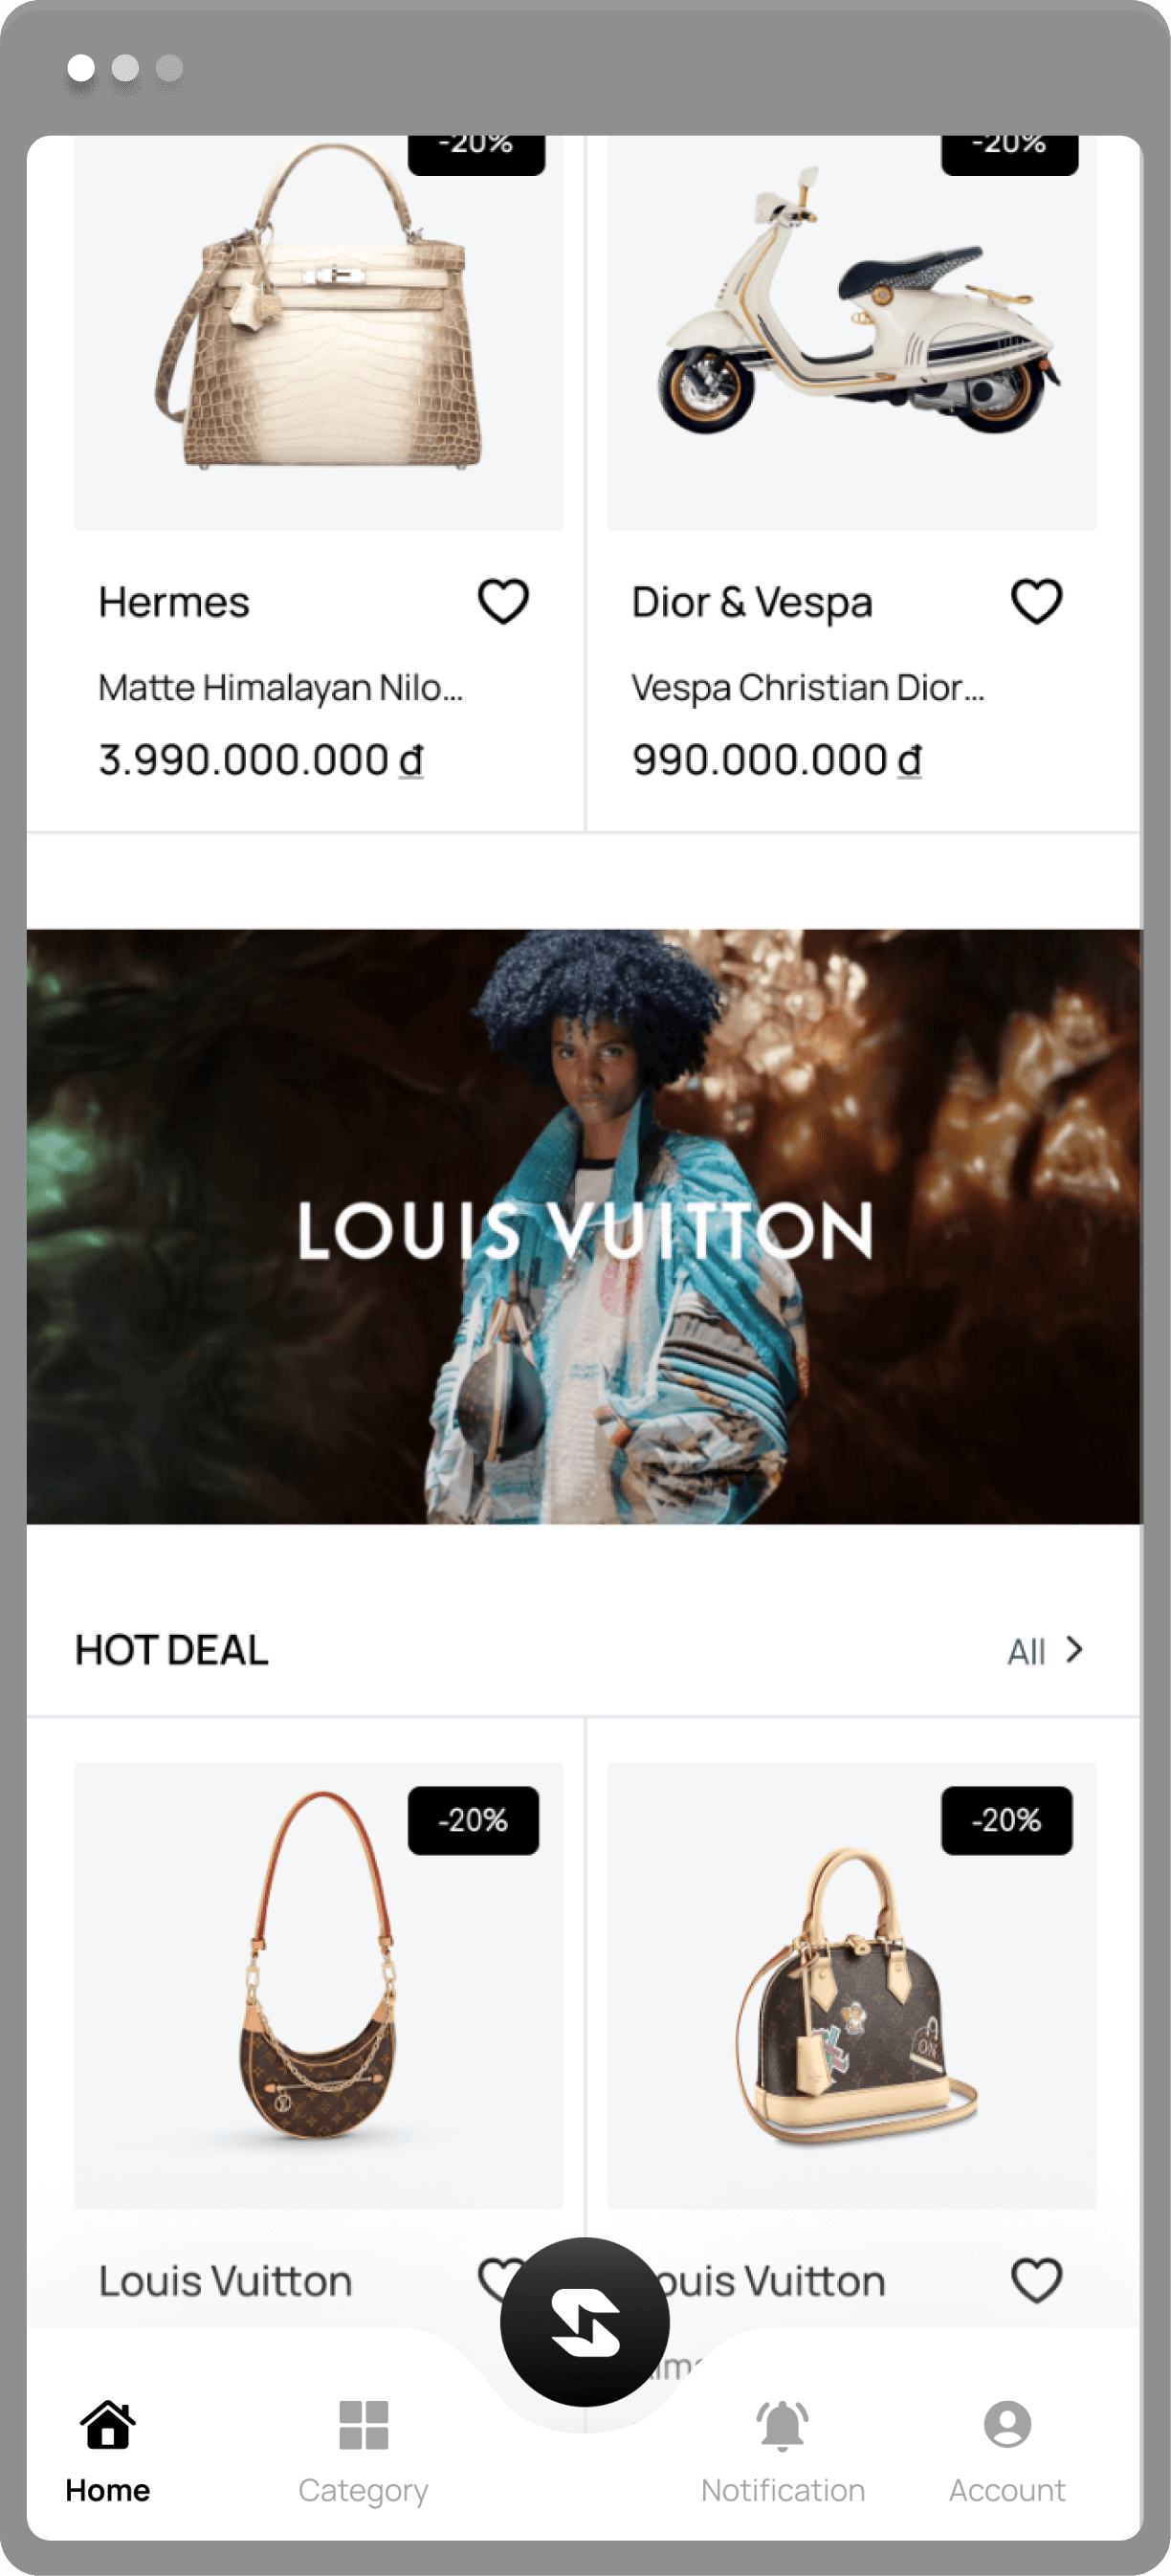 -20%
-20%
Hermes
Dior & Vespa
Matte Himalayan Nilo...
Vespa Christian Dior...
3.990.000.000 đ
990.000.000 đ
LOUIS VUITTON
HOT DEAL
All
-20%
-20%
Louis Vuitton
ouis Vuitton
Home
Category
Notification
Account